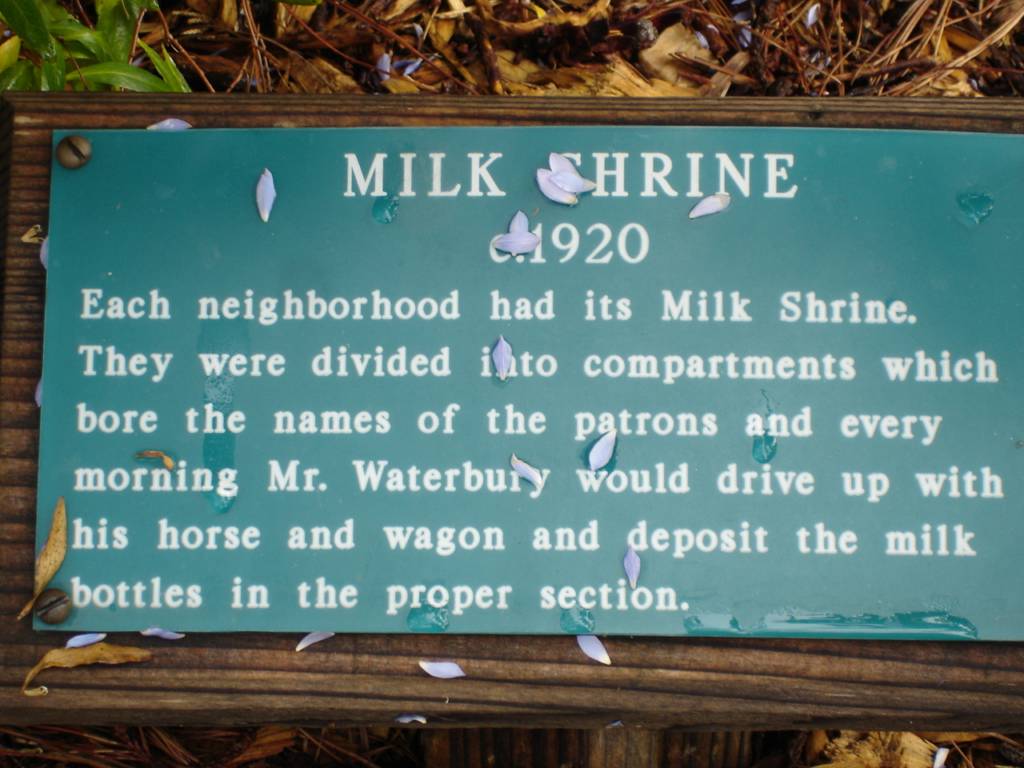 MILK SHRINE
c.1920
Each neighborhood had its Milk Shrine.
They were divided into compartments which
bore the names of the patrons and every
morning Mr. Waterbury would drive up with
his horse and wagon and deposit the milk
bottles in the proper section.